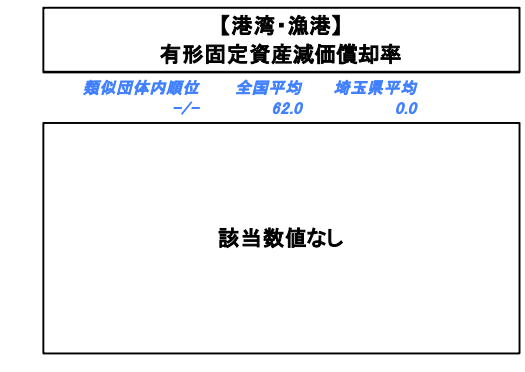 【港湾・漁港】
有形固定資産減価償却率
類似団体内順位 全国平均 埼玉県平均
-/- 62.0 0.0
該当数値なし